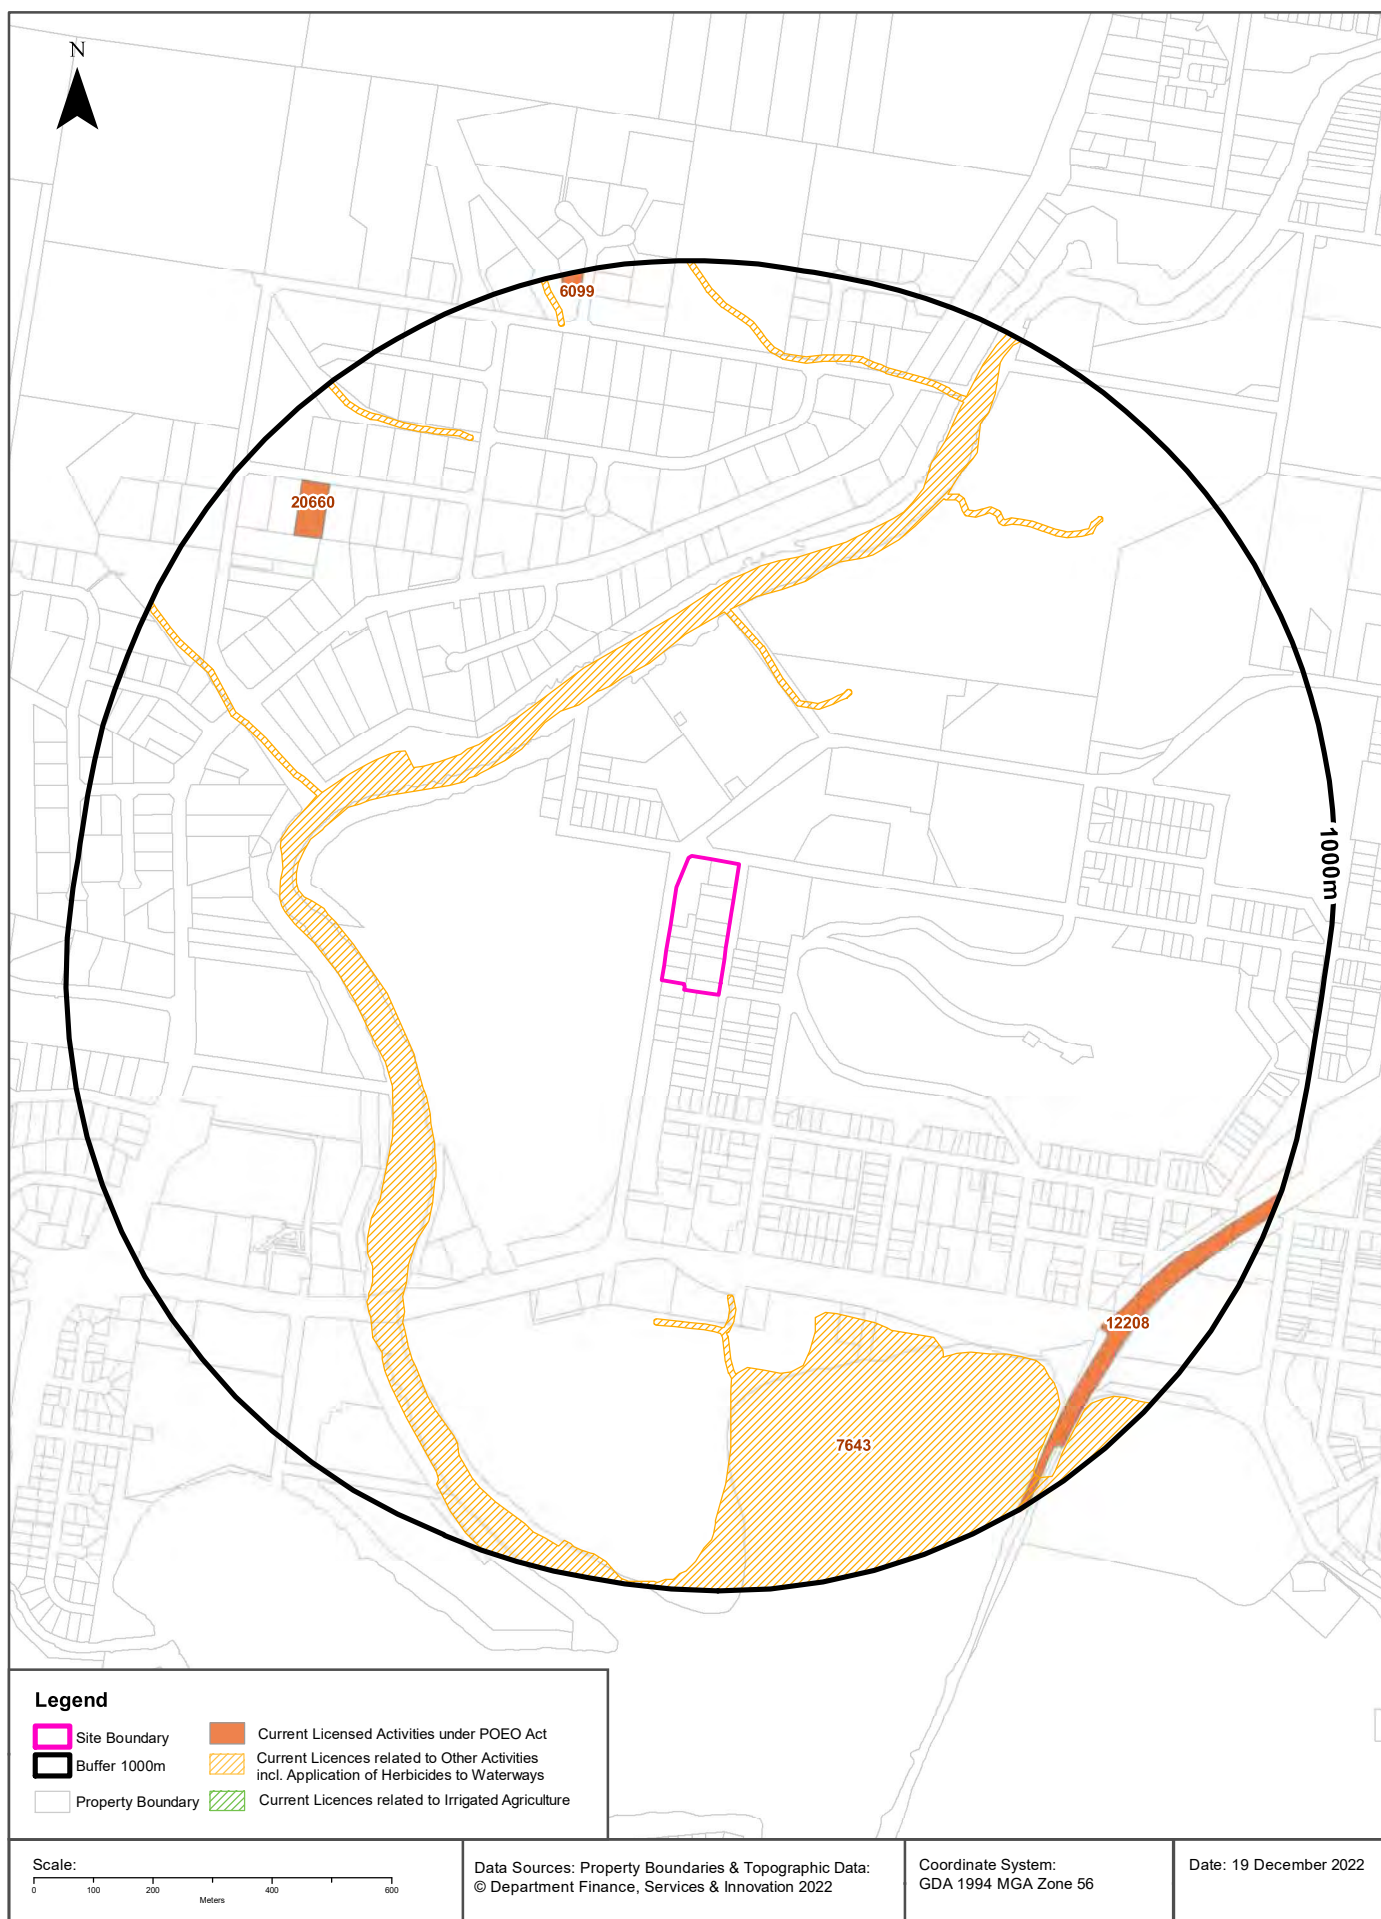 N
6099
20660
1000m
12208
7643
Legend
Site Boundary
Buffer 1000m
Property Boundary
Current Licensed Activities under POEO Act
Current Licences related to Other Activities
incl. Application of Herbicides to Waterways
Current Licences related to Irrigated Agriculture
Scale:
0 100 200 400 600
Meters
Data Sources: Property Boundaries & Topographic Data:
© Department Finance, Services & Innovation 2022
Coordinate System:
GDA 1994 MGA Zone 56
Date: 19 December 2022